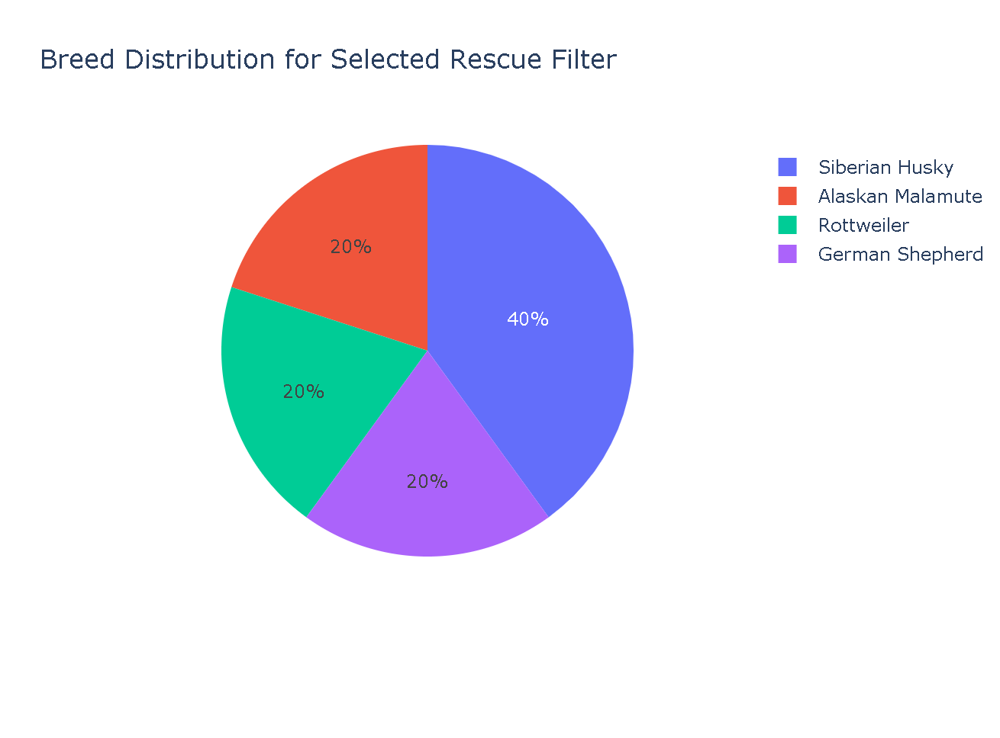 Breed Distribution for Selected Rescue Filter
Siberian Husky
Alaskan Malamute
Rottweiler
German Shepherd
20%
40%
20%
20%